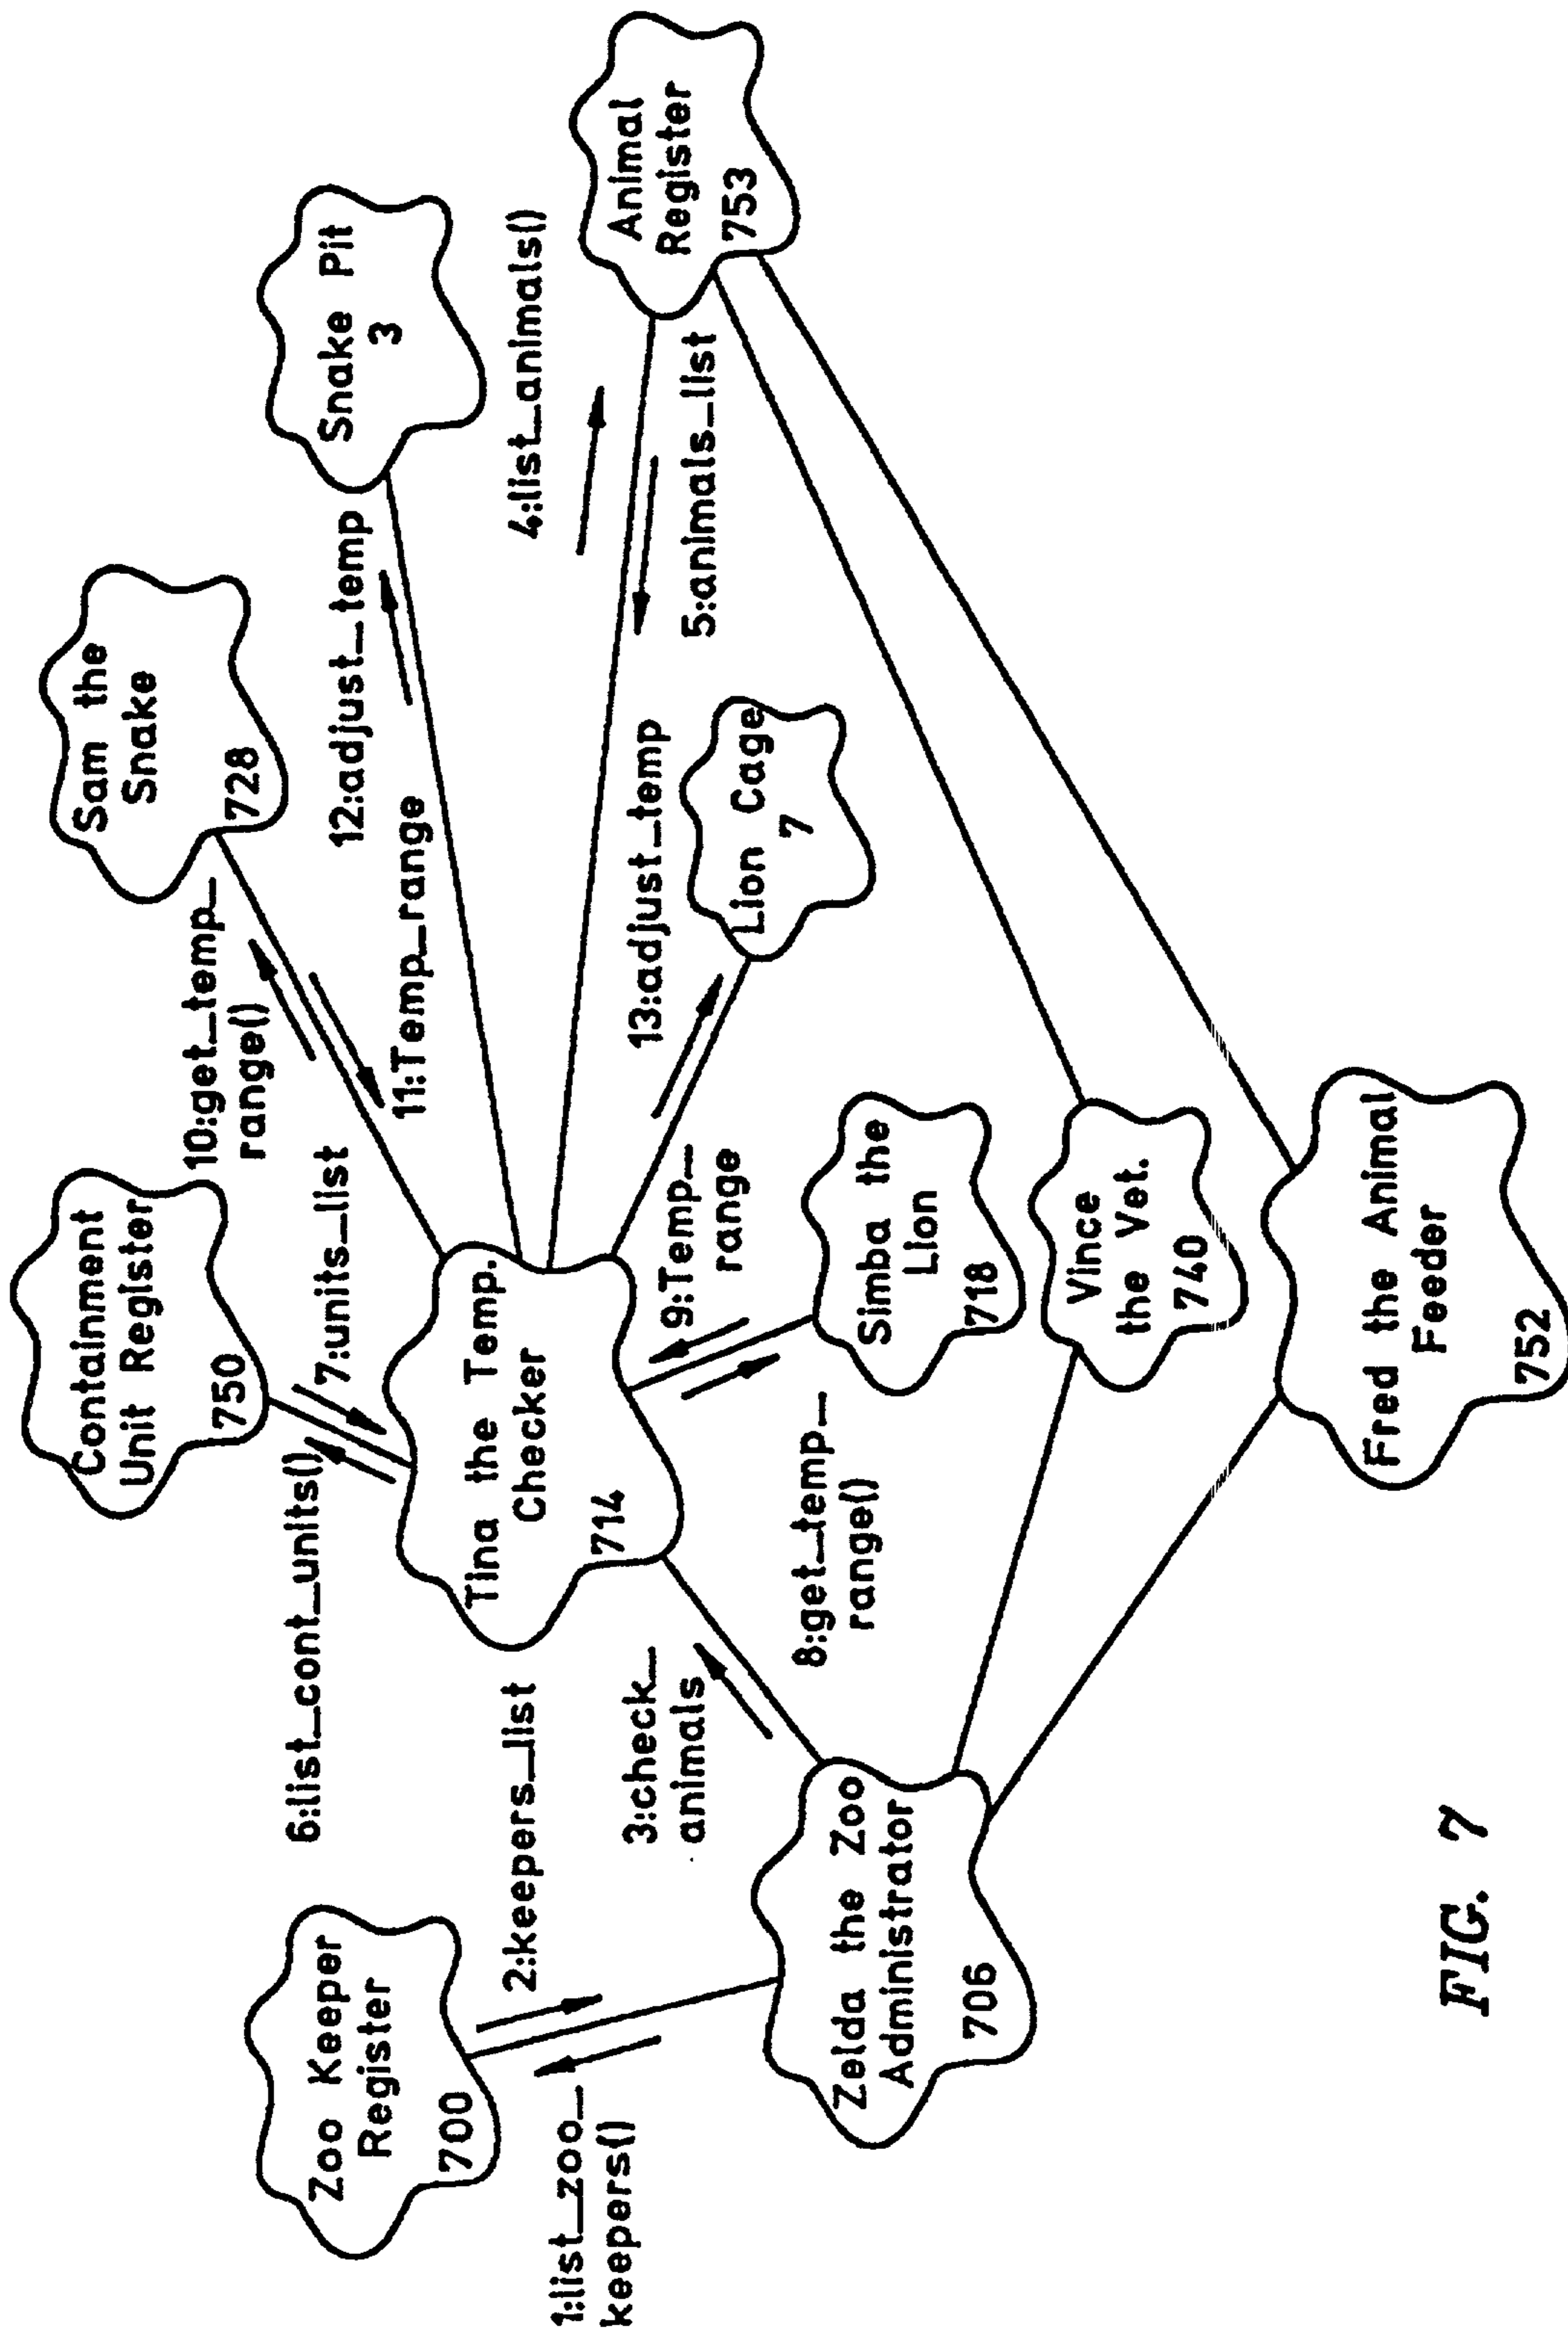 Zoo Keeper
Register
700
1:list_zoo_
keepers()
2:keepers_list
Zelda the Zoo
Administrator
706
3:check_
animals
6:list_cont_units()
Containment
Unit Register
750
7:units_list
Tina the Temp.
Checker
714
8:get_temp_
range()
9:Temp_
range
Simba the
Lion
718
Vince
the Vet.
740
Fred the Animal
Feeder
752
10:get_temp_
range()
11:Temp_range
Sam the
Snake
728
12:adjust_temp
Snake Pit
3
13:adjust_temp
Lion Cage
7
4:list_animals()
5:animals_list
Animal
Register
753
FIG. 7